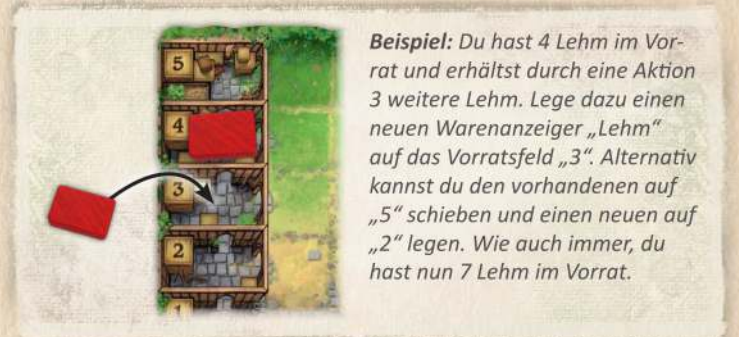 5
4
3
2
1
Beispiel: Du hast 4 Lehm im Vor-
rat und erhältst durch eine Aktion
3 weitere Lehm. Lege dazu einen
neuen Warenanzeiger „Lehm“
auf das Vorratsfeld „3“. Alternativ
kannst du den vorhandenen auf
„5“ schieben und einen neuen auf
„2“ legen. Wie auch immer, du
hast nun 7 Lehm im Vorrat.